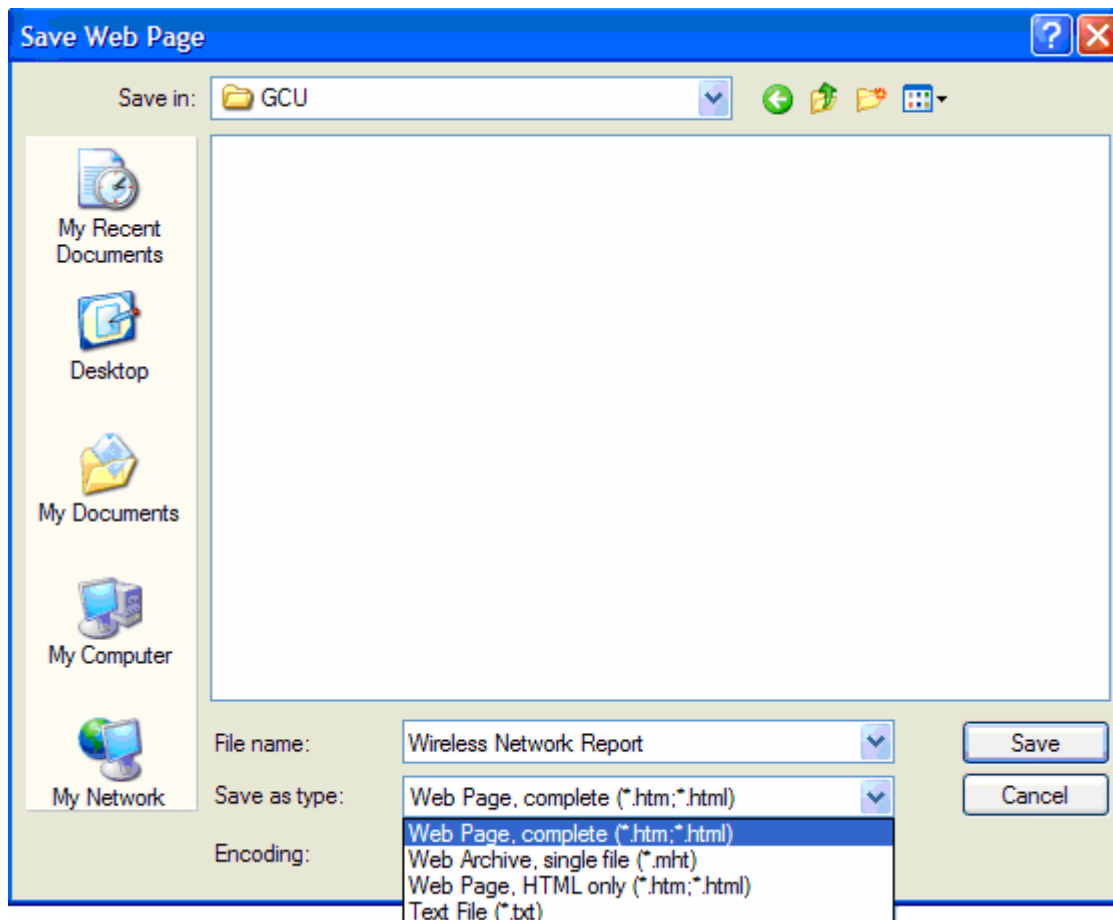 Save Web Page
Save in:
GCU
My Recent
Documents
Desktop
My Documents
My Computer
My Network
File name:
Wireless Network Report
Save
Save as type:
Web Page, complete (*.htm;*.html)
Cancel
Encoding:
Web Page, complete (*.htm;*.html)
Web Archive, single file (*.mht)
Web Page, HTML only (*.htm;*.html)
Text File (*.txt)